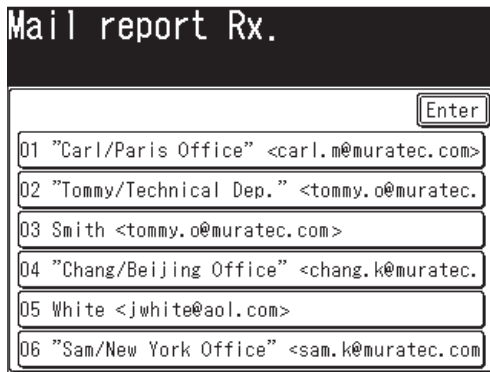 Mail report Rx.
Enter
01 "Carl/Paris Office" <carl.m@muratec.com>
02 "Tommy/Technical Dep." <tommy.o@muratec.
03 Smith <tommy.o@muratec.com>
04 "Chang/Beijing Office" <chang.k@muratec.
05 White <jwhite@aol.com>
06 "Sam/New York Office" <sam.k@muratec.com